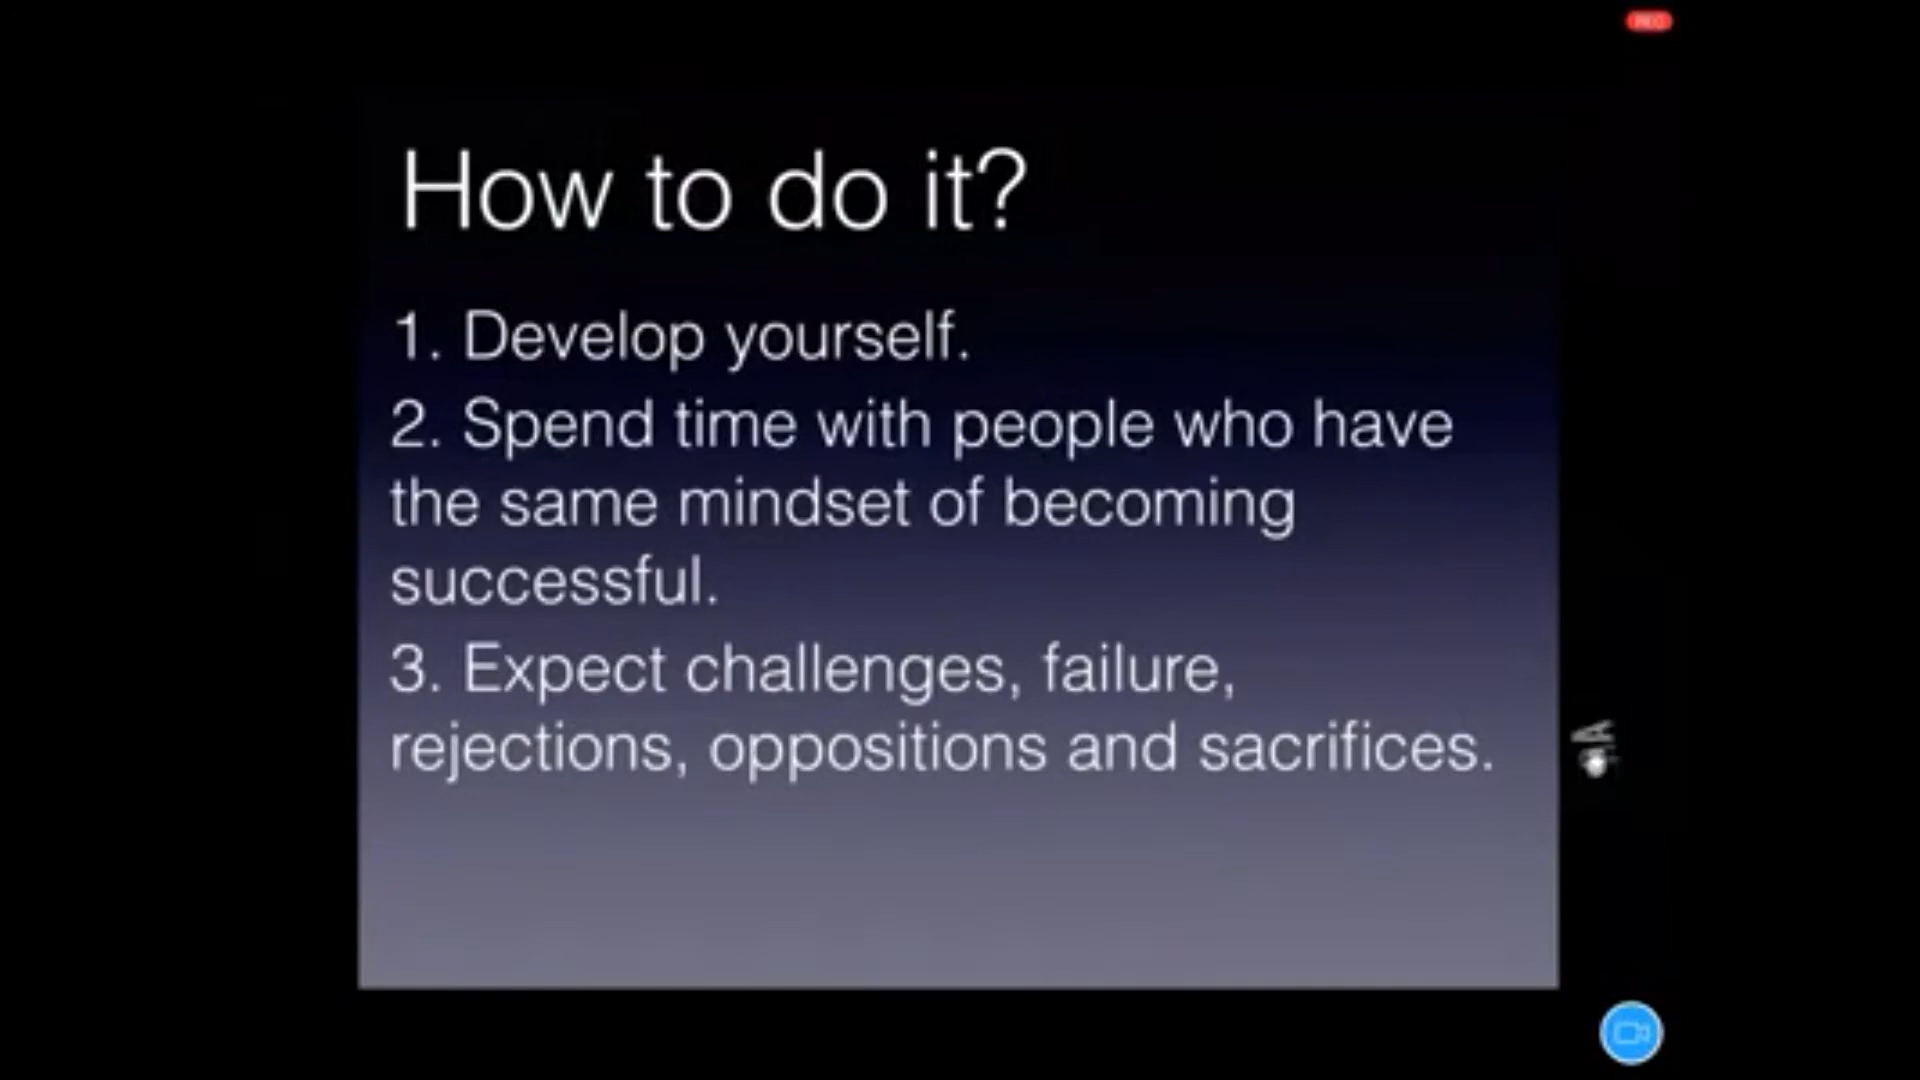 REC
How to do it?
1. Develop yourself.
2. Spend time with people who have
the same mindset of becoming
successful.
3. Expect challenges, failure,
rejections, oppositions and sacrifices.